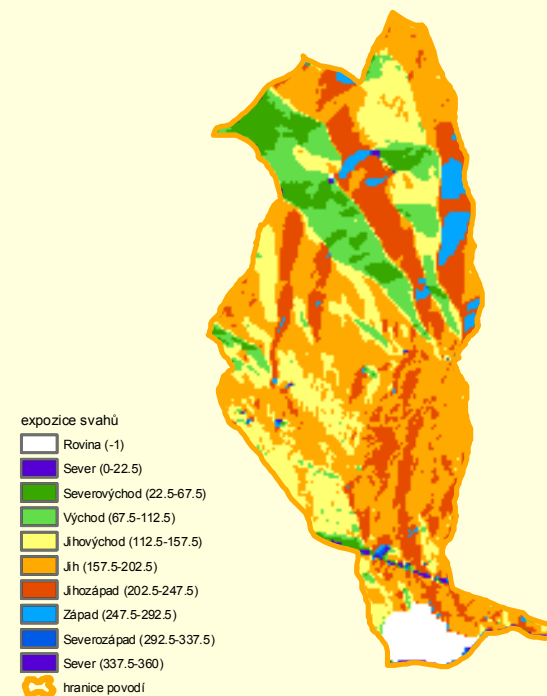 expozice svahů
Rovina (-1)
Sever (0-22.5)
Severovýchod (22.5-67.5)
Východ (67.5-112.5)
Jihovýchod (112.5-157.5)
Jih (157.5-202.5)
Jihozápad (202.5-247.5)
Západ (247.5-292.5)
Severozápad (292.5-337.5)
Sever (337.5-360)
hranice povodí